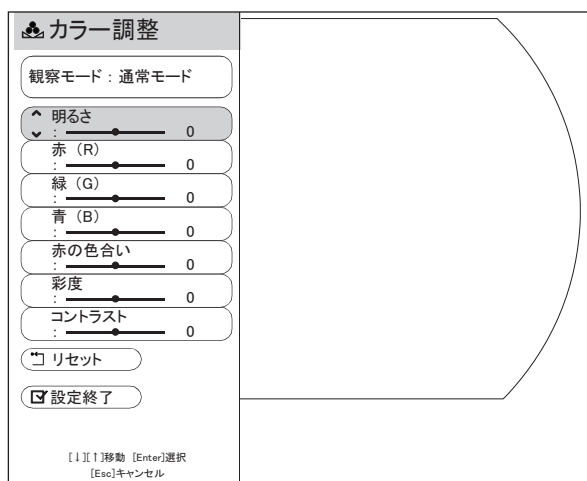 カラー調整
観察モード：通常モード
明るさ
: 0
赤（R）
: 0
緑（G）
: 0
青（B）
: 0
赤の色合い
: 0
彩度
: 0
コントラスト
: 0
リセット
設定終了
[↓][↑]移動 [Enter]選択
[Esc]キャンセル